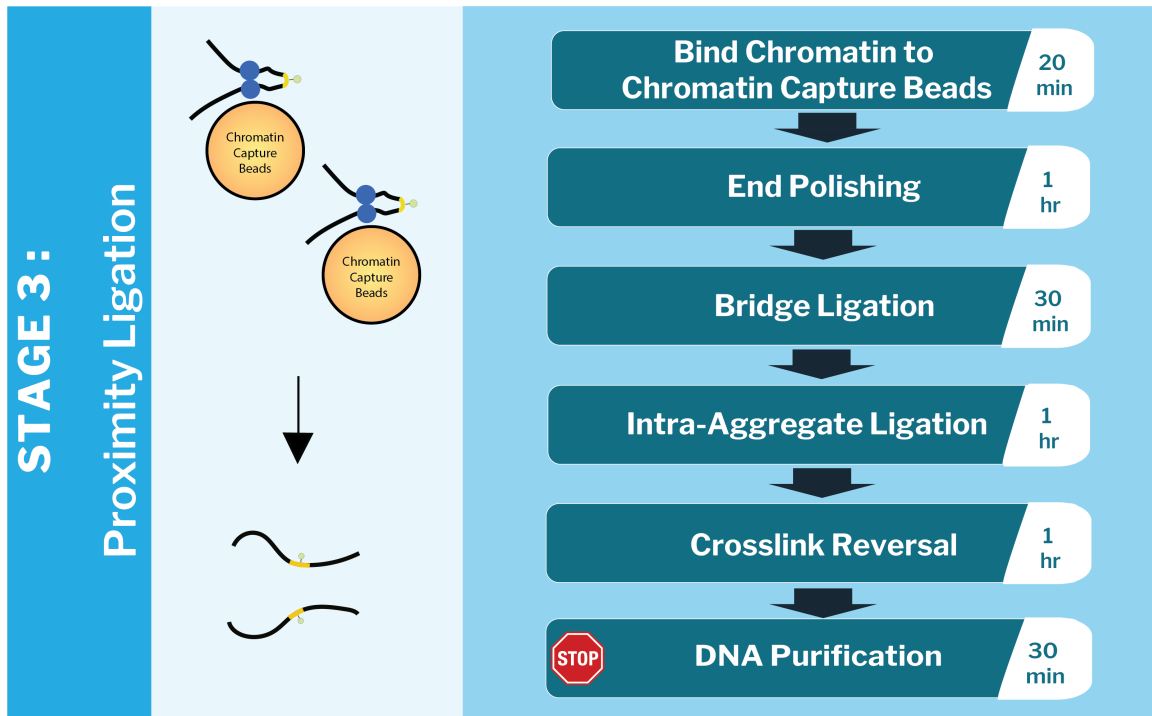 STAGE 3:
Proximity Ligation
Chromatin
Capture
Beads
Chromatin
Capture
Beads
Bind Chromatin to
Chromatin Capture Beads
20
min
End Polishing
1
hr
Bridge Ligation
30
min
Intra-Aggregate Ligation
1
hr
Crosslink Reversal
1
hr
STOP
DNA Purification
30
min